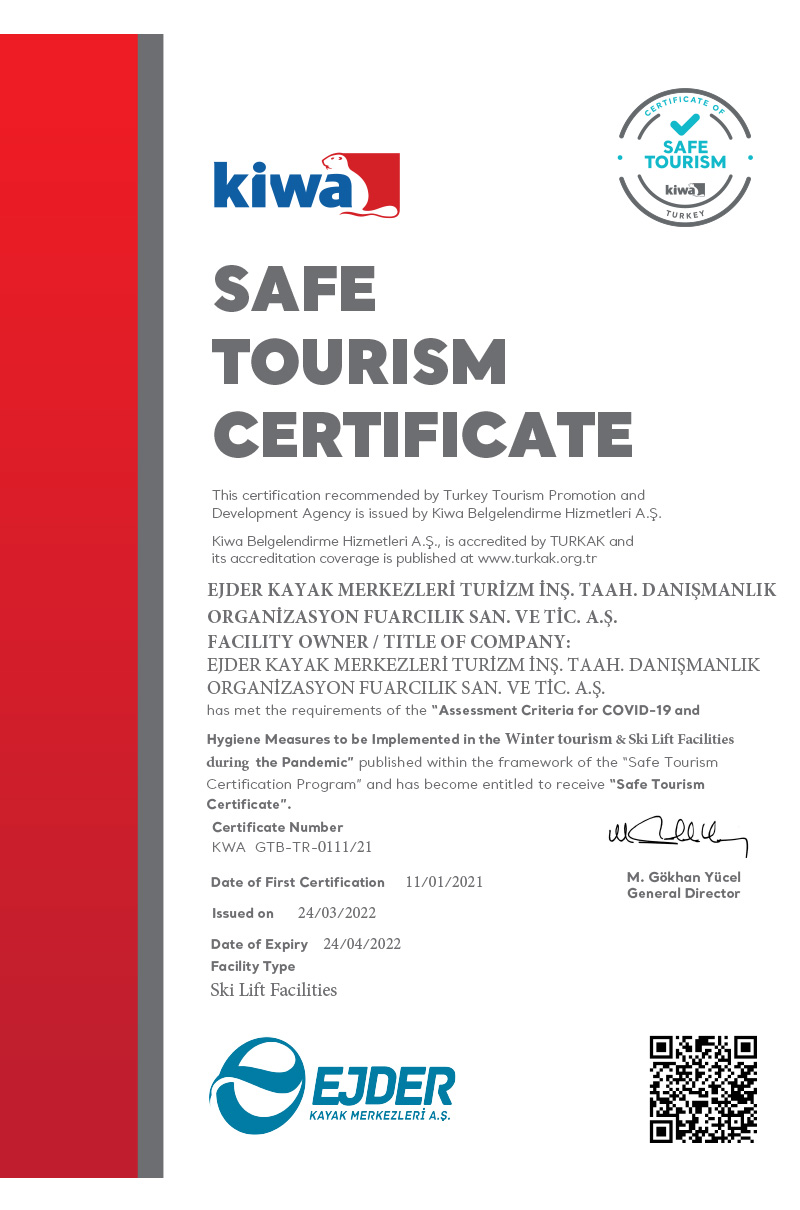 CERTIFICATE OF
SAFE
TOURISM
kiwa
TURKEY
kiwa
SAFE
TOURISM
CERTIFICATE
This certification recommended by Turkey Tourism Promotion and
Development Agency is issued by Kiwa Belgelendirme Hizmetleri A.Ş.
Kiwa Belgelendirme Hizmetleri A.Ş., is accredited by TURKAK and
its accreditation coverage is published at www.turkak.org.tr
EJDER KAYAK MERKEZLERİ TURİZM İNŞ. TAAH. DANIŞMANLIK
ORGANİZASYON FUARCILIK SAN. VE TİC. A.Ş.
FACILITY OWNER / TITLE OF COMPANY:
EJDER KAYAK MERKEZLERİ TURİZM İNŞ. TAAH. DANIŞMANLIK
ORGANİZASYON FUARCILIK SAN. VE TİC. A.Ş.
has met the requirements of the "Assessment Criteria for COVID-19 and
Hygiene Measures to be Implemented in the Winter tourism & Ski Lift Facilities
during the Pandemic" published within the framework of the "Safe Tourism
Certification Program" and has become entitled to receive "Safe Tourism
Certificate".
Certificate Number
KWA GTB-TR-0111/21
Date of First Certification 11/01/2021
Issued on 24/03/2022
Date of Expiry 24/04/2022
Facility Type
Ski Lift Facilities
M. Gökhan Yücel
General Director
EJDER
KAYAK MERKEZLERİ A.Ş.